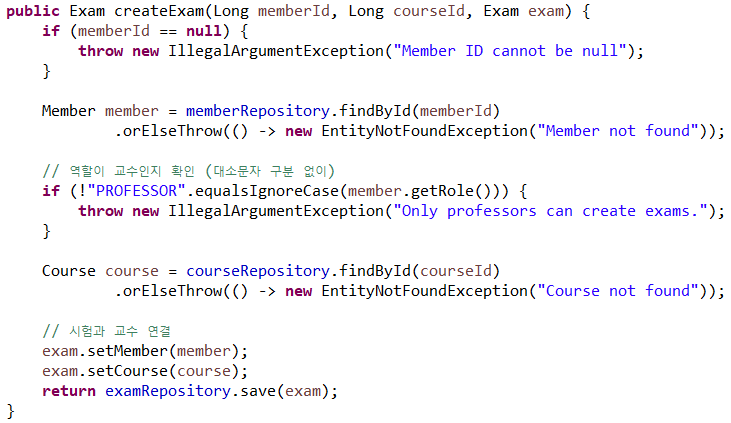 public Exam createExam(Long memberId, Long courseId, Exam exam) {
    if (memberId == null) {
        throw new IllegalArgumentException("Member ID cannot be null");
    }

    Member member = memberRepository.findById(memberId)
            .orElseThrow(() -> new EntityNotFoundException("Member not found"));

    // 역할이 교수인지 확인 (대소문자 구분 없이)
    if (!"PROFESSOR".equalsIgnoreCase(member.getRole())) {
        throw new IllegalArgumentException("Only professors can create exams.");
    }

    Course course = courseRepository.findById(courseId)
            .orElseThrow(() -> new EntityNotFoundException("Course not found"));

    // 시험과 교수 연결
    exam.setMember(member);
    exam.setCourse(course);
    return examRepository.save(exam);
}